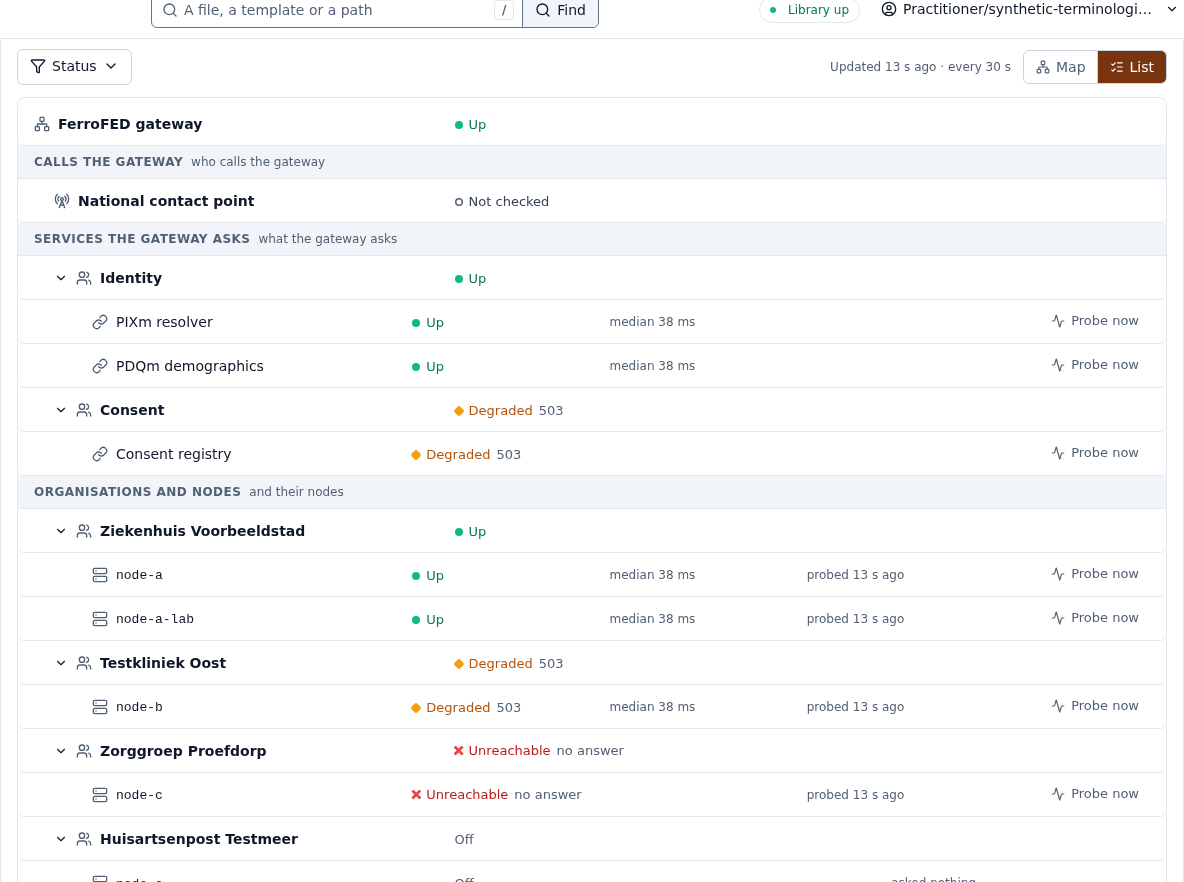 A file, a template or a path / Find Library up Practitioner/synthetic-terminologi…
Status Updated 13 s ago · every 30 s Map List
FerroFED gateway Up
CALLS THE GATEWAY who calls the gateway
National contact point Not checked
SERVICES THE GATEWAY ASKS what the gateway asks
Identity Up
PIXm resolver Up median 38 ms Probe now
PDQm demographics Up median 38 ms Probe now
Consent Degraded 503
Consent registry Degraded 503 Probe now
ORGANISATIONS AND NODES and their nodes
Ziekenhuis Voorbeeldstad Up
node-a Up median 38 ms probed 13 s ago Probe now
node-a-lab Up median 38 ms probed 13 s ago Probe now
Testkliniek Oost Degraded 503
node-b Degraded 503 median 38 ms probed 13 s ago Probe now
Zorggroep Proefdorp Unreachable no answer
node-c Unreachable no answer probed 13 s ago Probe now
Huisartsenpost Testmeer Off
Off asked nothing